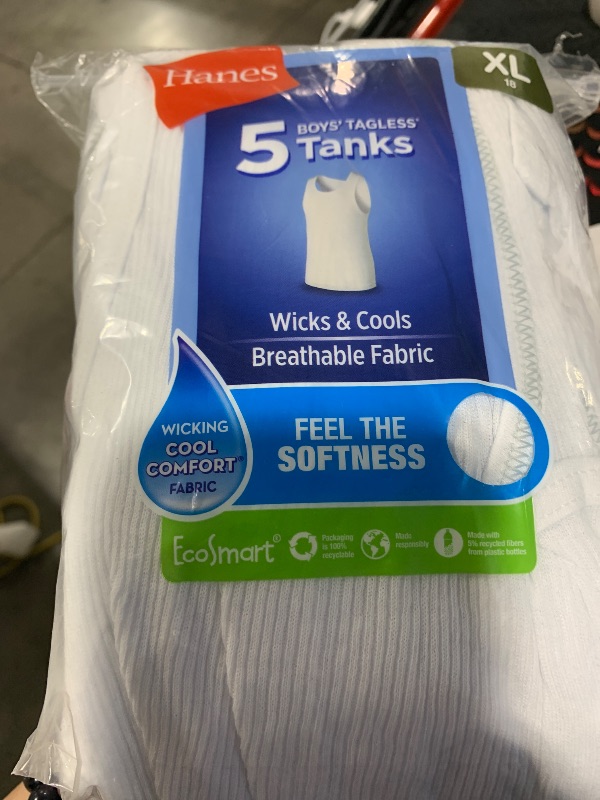 Hanes
XL
18
5 BOYS' TAGLESS®
Tanks
Wicks & Cools
Breathable Fabric
WICKING
COOL
COMFORT®
FABRIC
FEEL THE
SOFTNESS
EcoSmart®
Packaging
is 100%
recyclable
Made
responsibly
Made with
5% recycled fibers
from plastic bottles